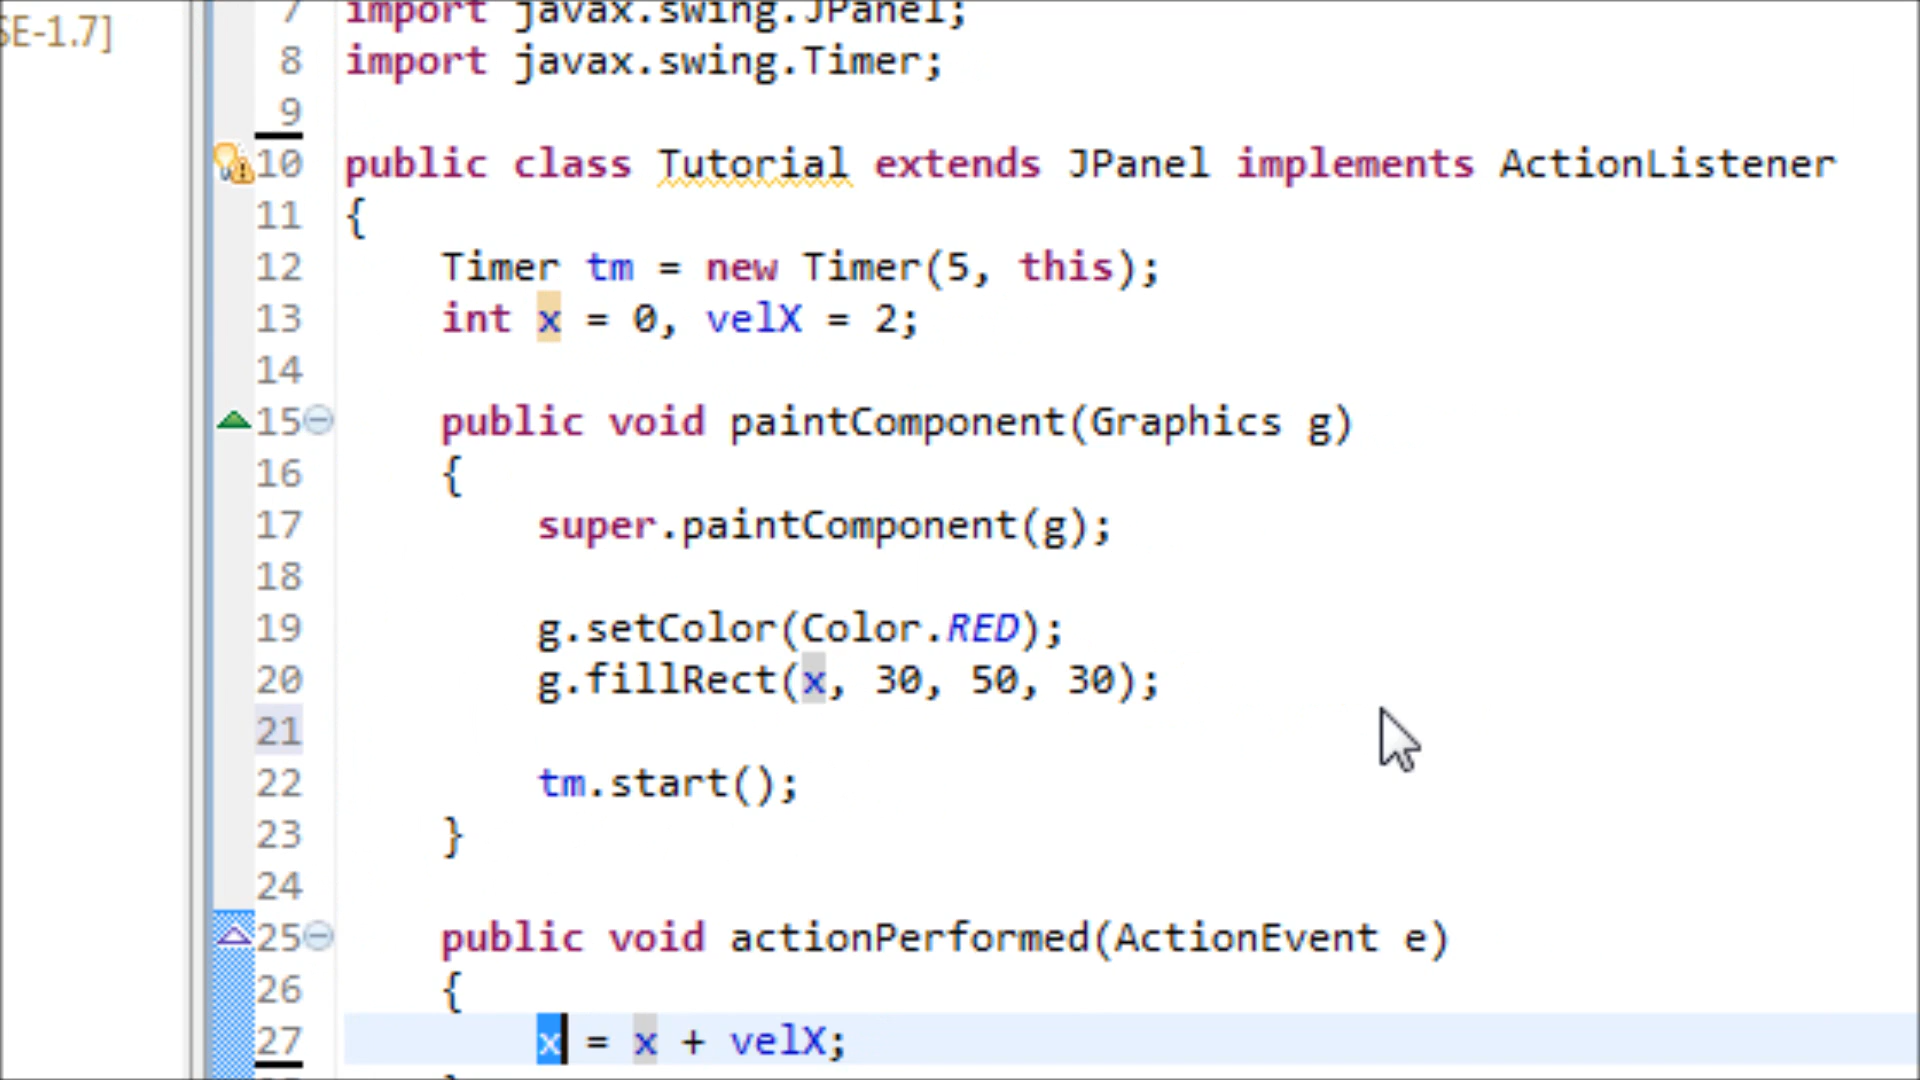 SE-1.7]
7 import javax.swing.JPanel;
8 import javax.swing.Timer;
9
10 public class Tutorial extends JPanel implements ActionListener
11 {
12 Timer tm = new Timer(5, this);
13 int x = 0, velX = 2;
14
15 public void paintComponent(Graphics g)
16 {
17 super.paintComponent(g);
18
19 g.setColor(Color.RED);
20 g.fillRect(x, 30, 50, 30);
21
22 tm.start();
23 }
24
25 public void actionPerformed(ActionEvent e)
26 {
27 x = x + velX;